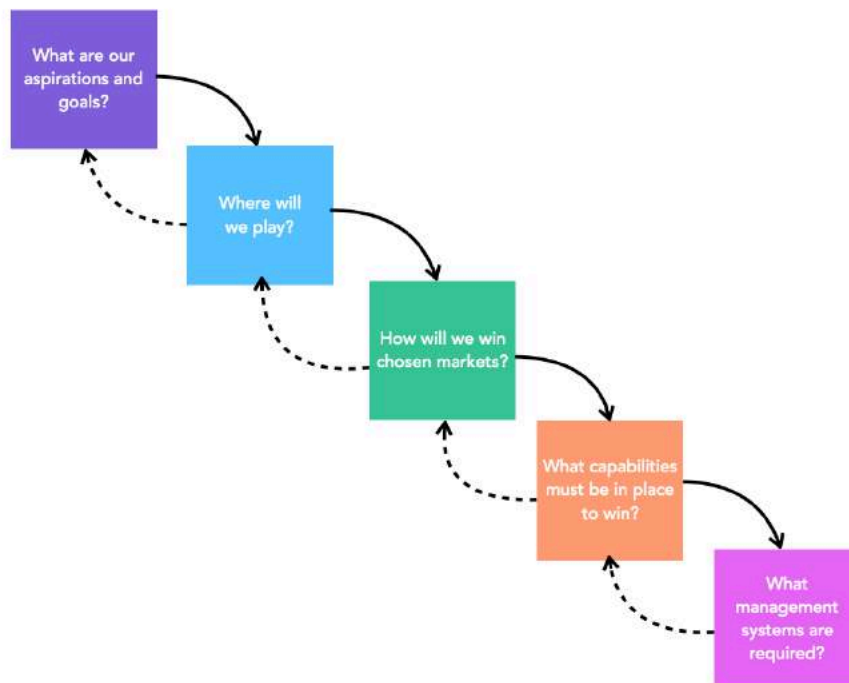 What are our
aspirations and
goals?
Where will
we play?
How will we win
chosen markets?
What capabilities
must be in place
to win?
What
management
systems are
required?